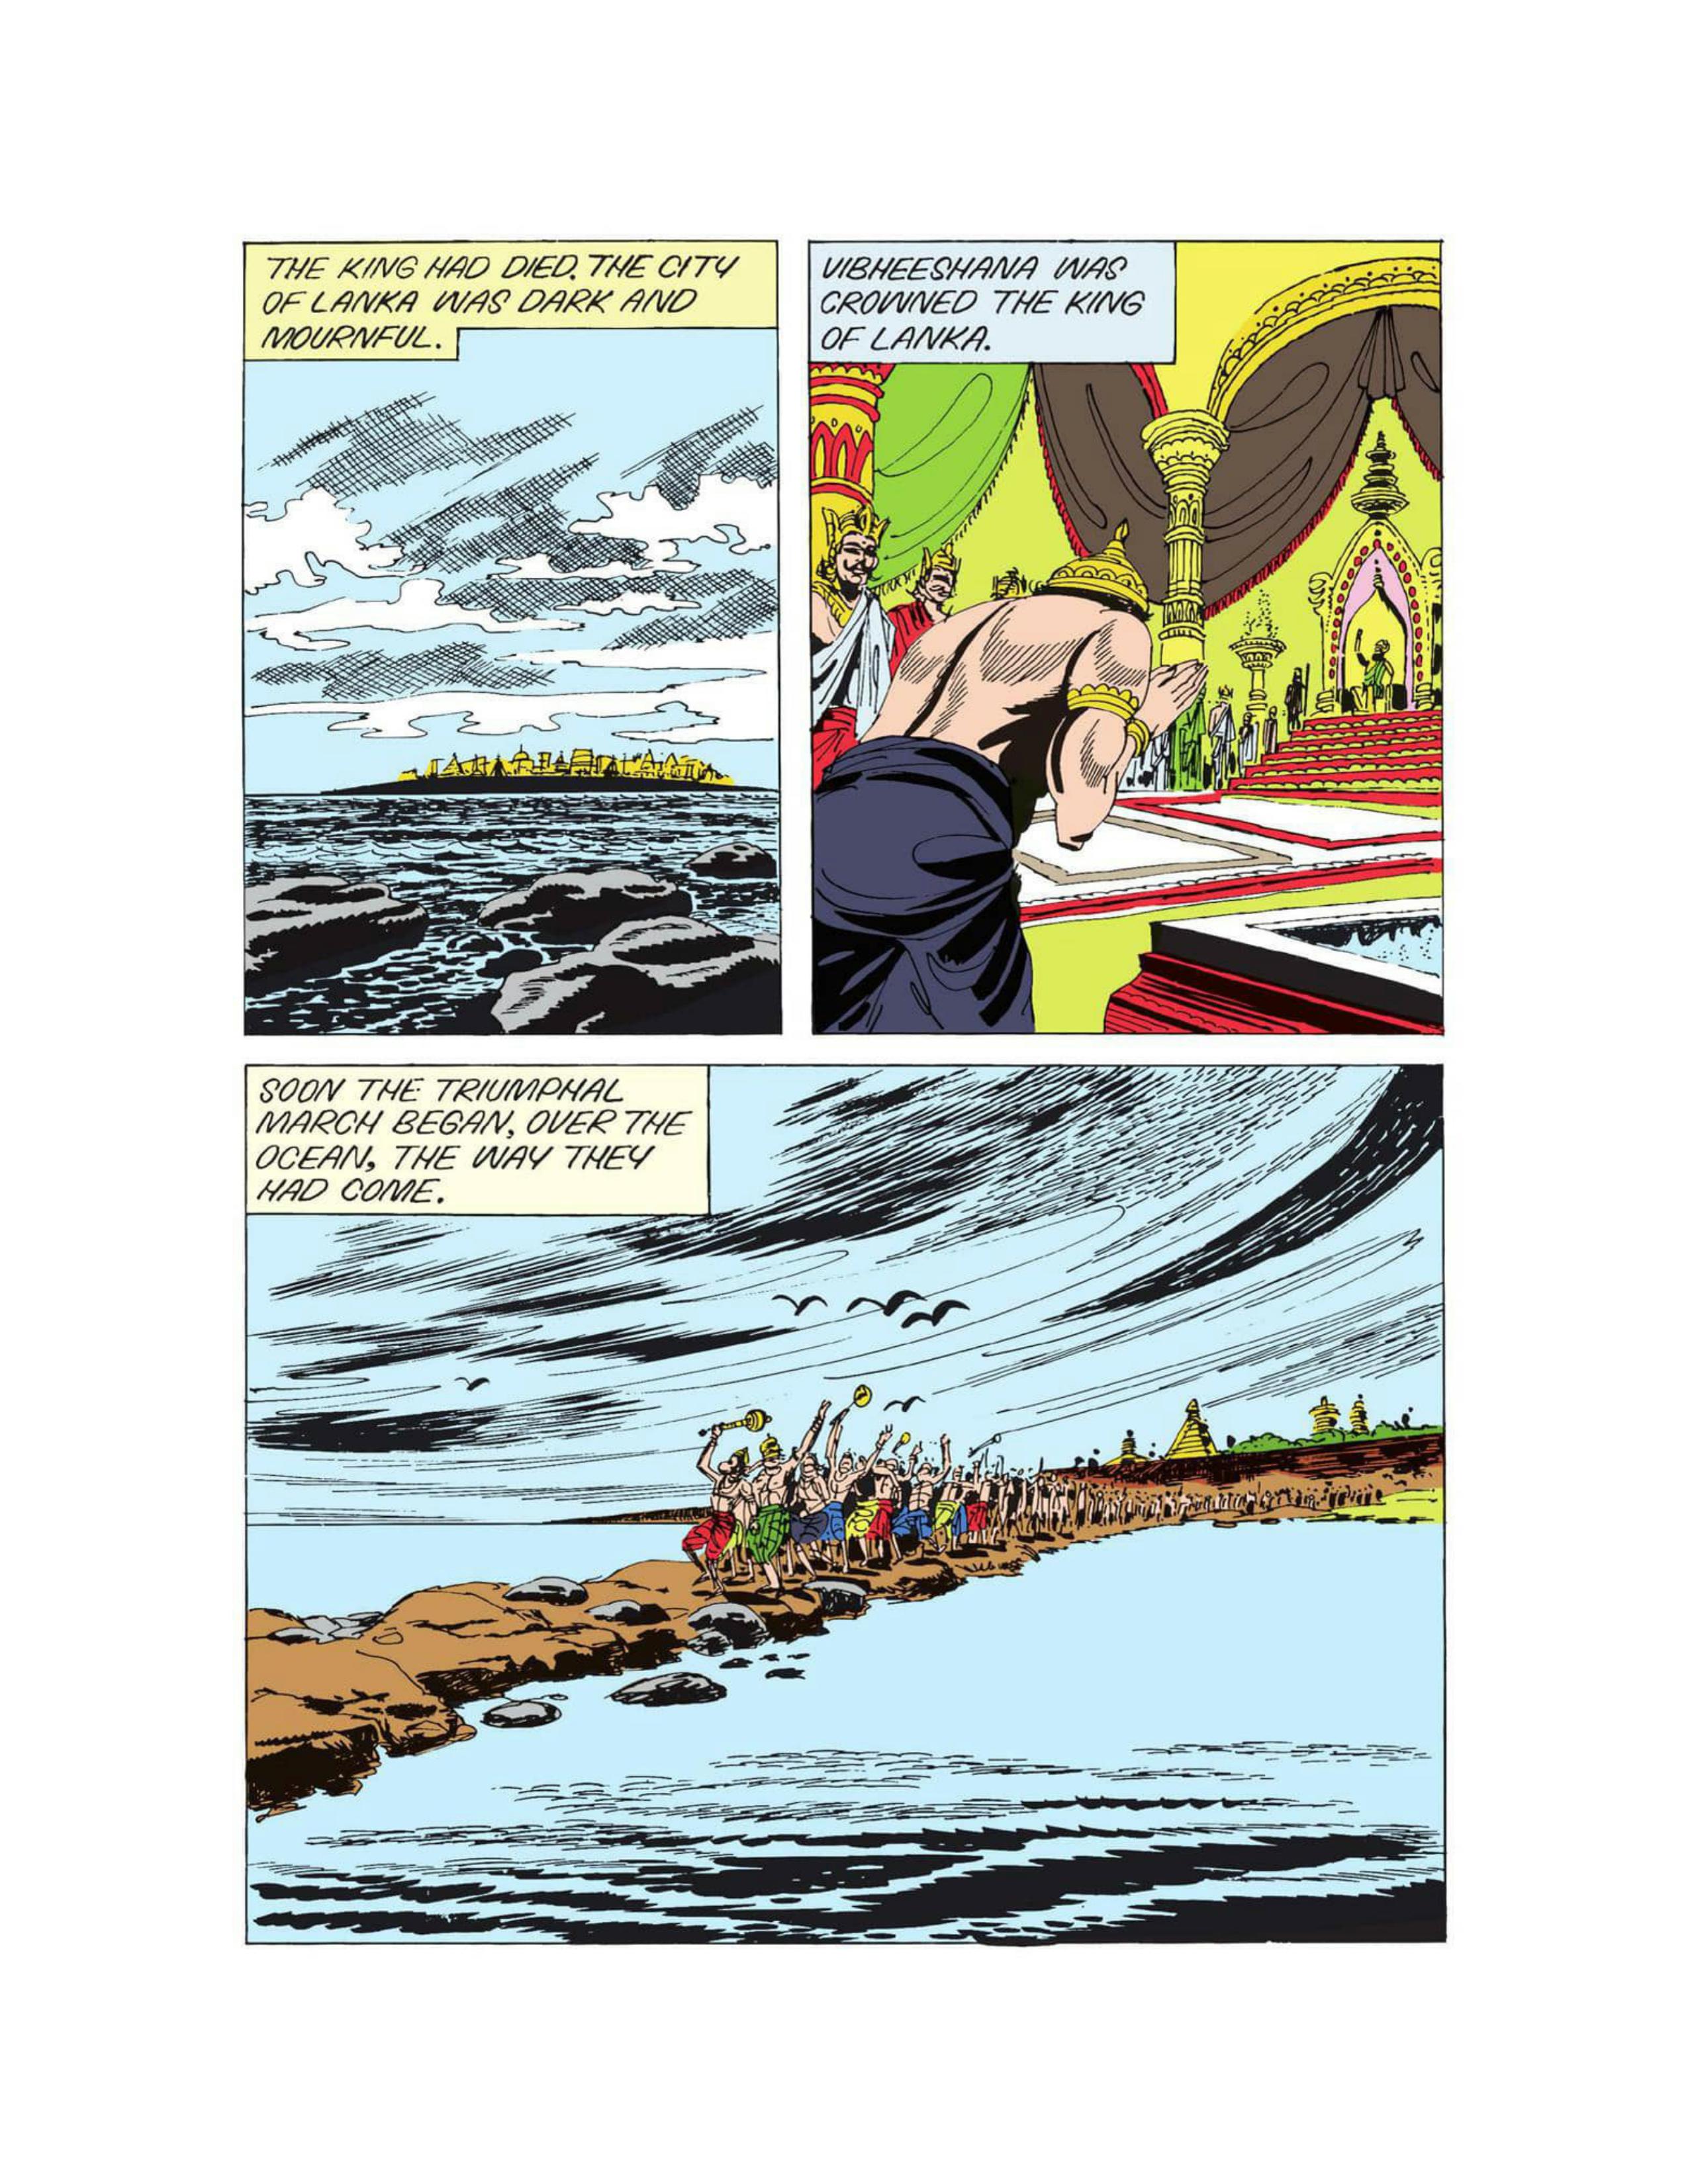 THE KING HAD DIED. THE CITY
OF LANKA WAS DARK AND
MOURNFUL.
VIBHEESHANA WAS
CROWNED THE KING
OF LANKA.
SOON THE TRIUMPHAL
MARCH BEGAN, OVER THE
OCEAN, THE WAY THEY
HAD COME.